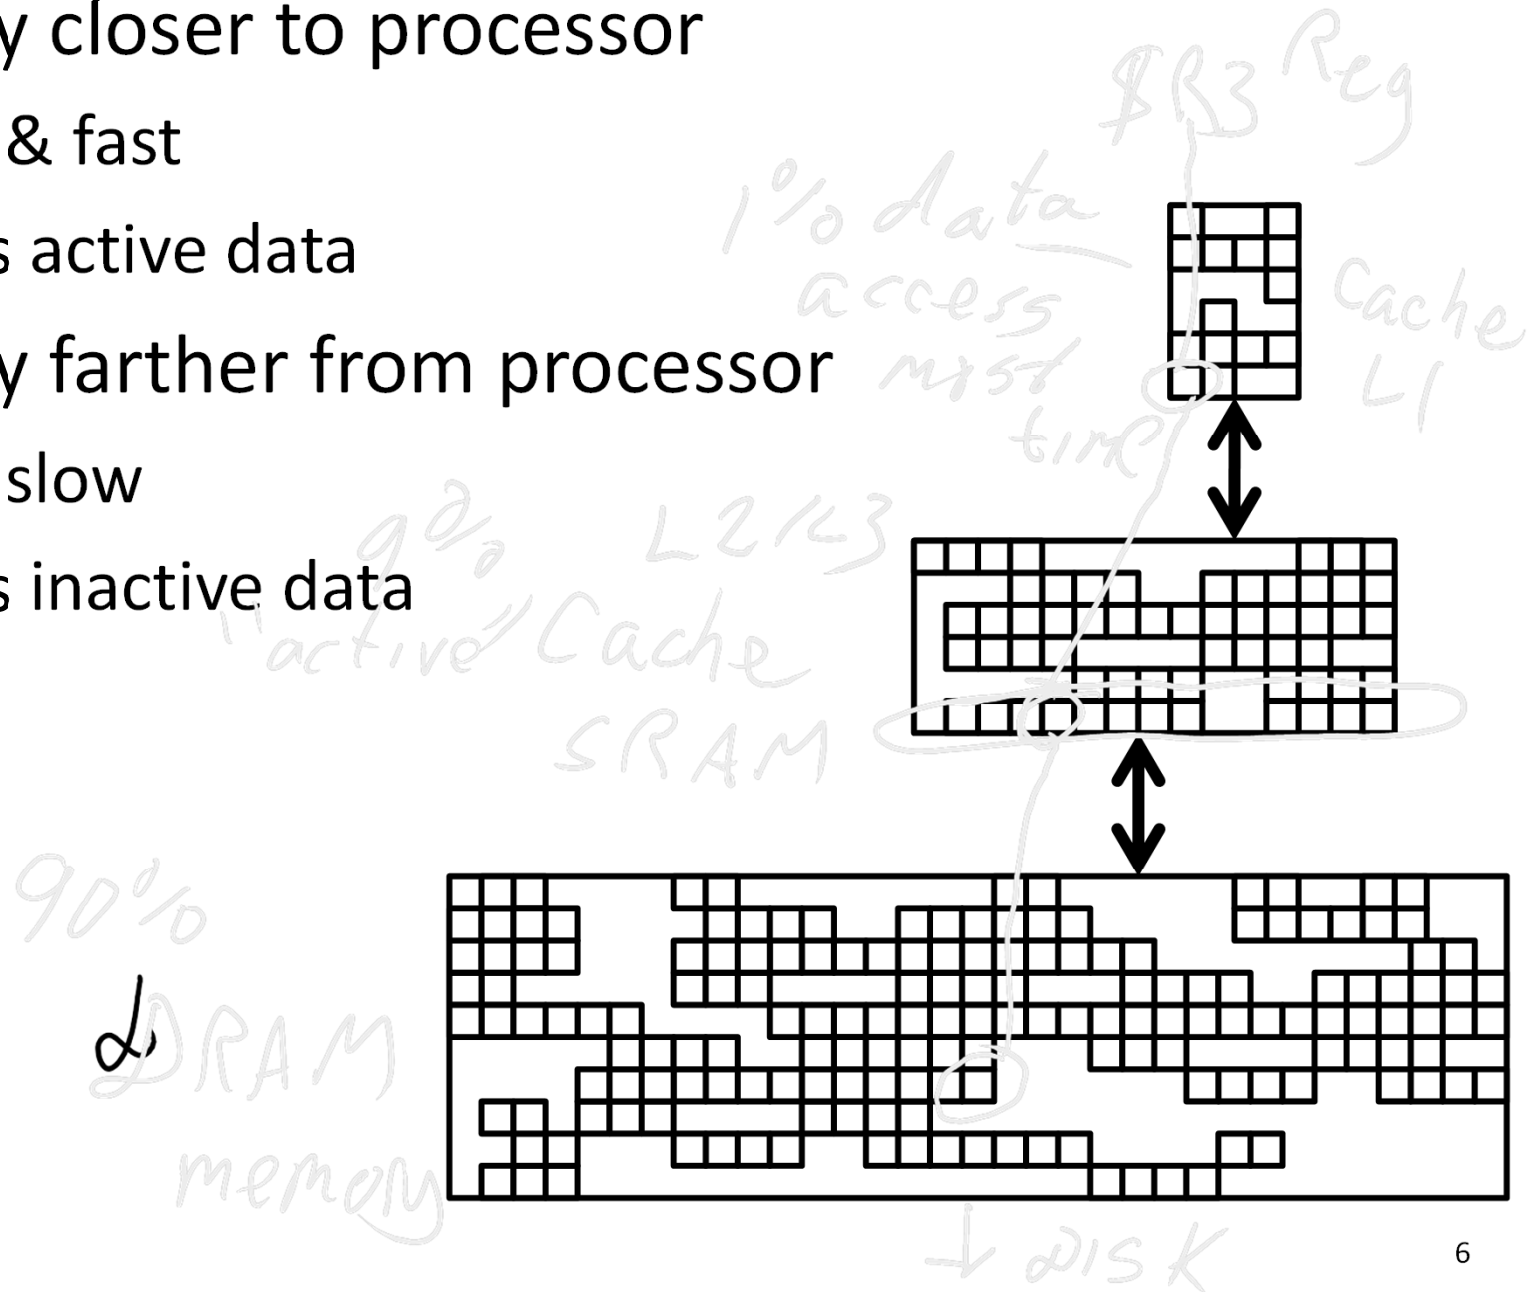 y closer to processor
& fast
s active data
y farther from processor
slow
s inactive data
$R3 Reg
1% data
access
most
time
Cache
L1
9%
L2
"active" Cache
SRAM
90%
DRAM
memory
↓ DISK
6